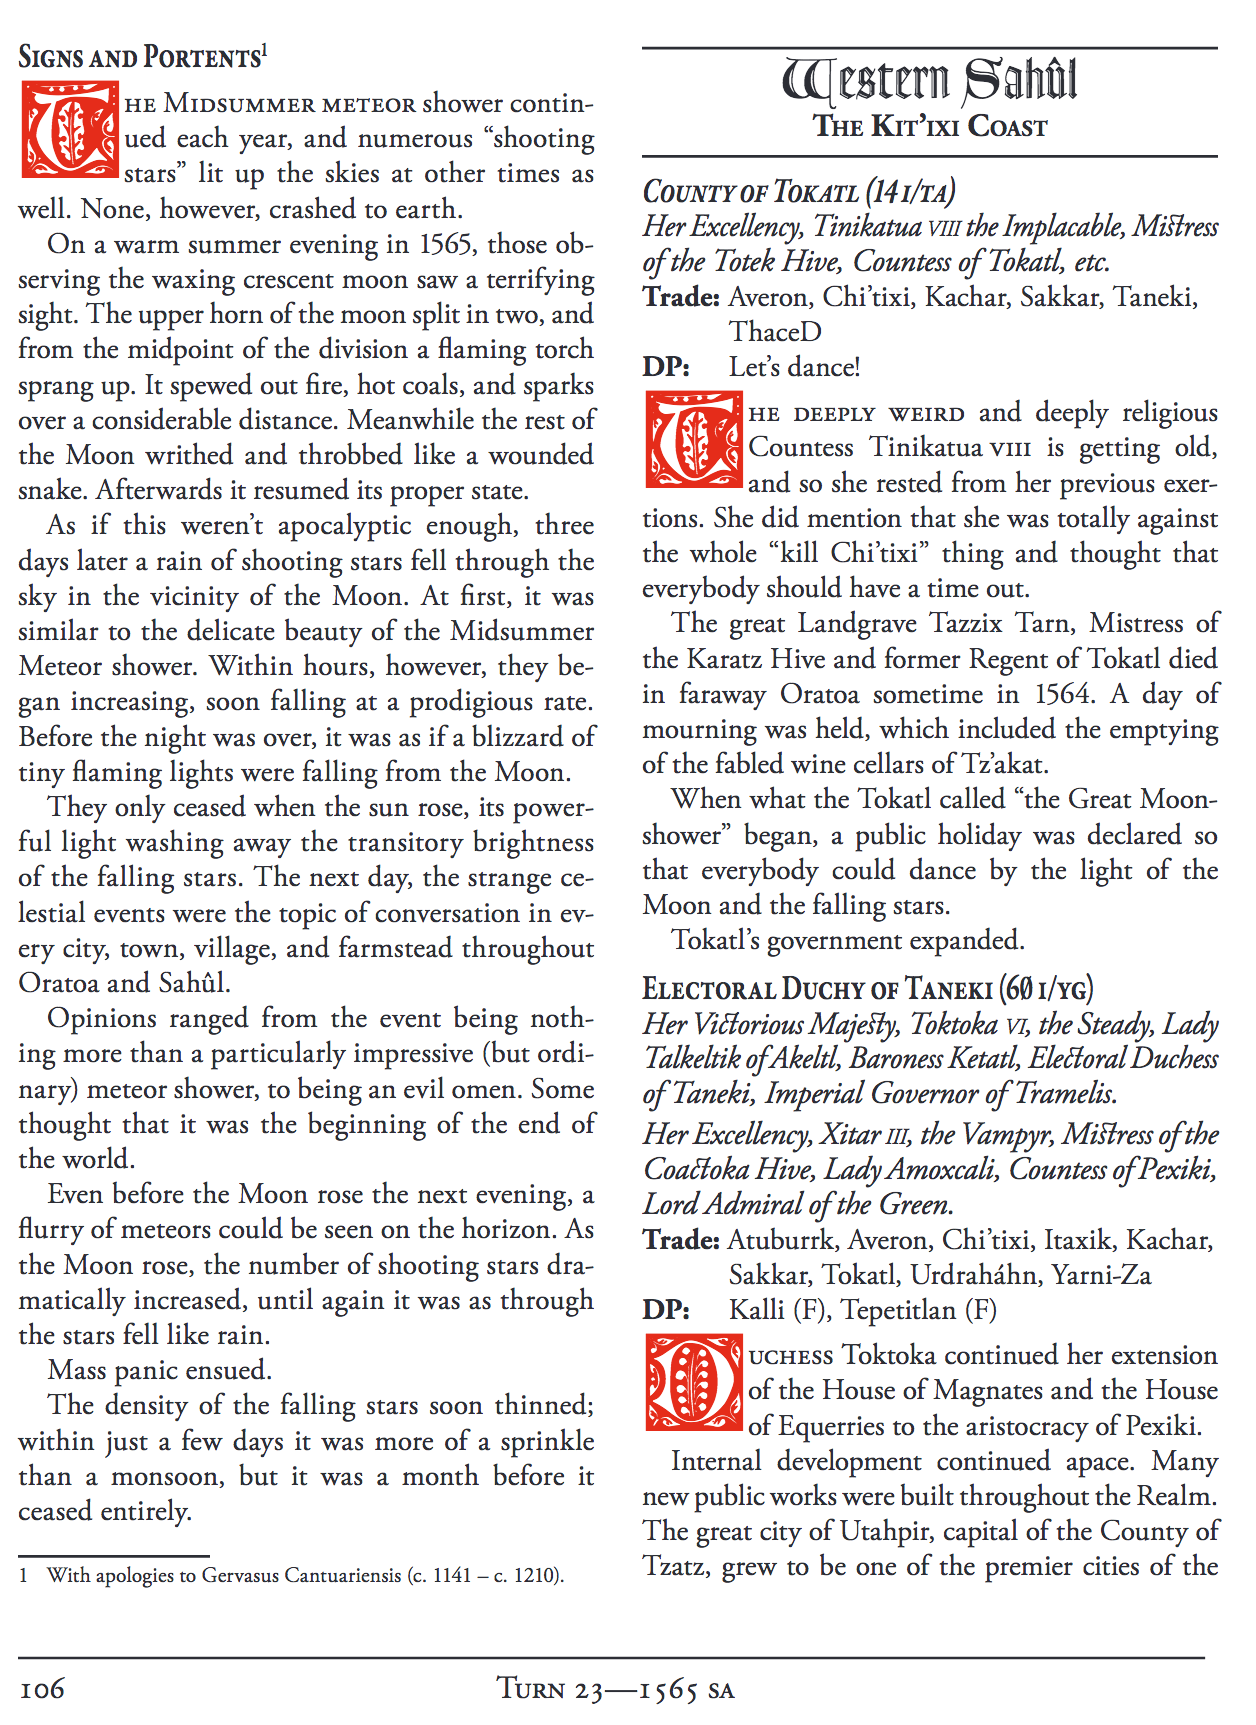 Signs and Portents1
The Midsummer meteor shower contin-
ued each year, and numerous “shooting
stars” lit up the skies at other times as
well. None, however, crashed to earth.
On a warm summer evening in 1565, those ob-
serving the waxing crescent moon saw a terrifying
sight. The upper horn of the moon split in two, and
from the midpoint of the division a flaming torch
sprang up. It spewed out fire, hot coals, and sparks
over a considerable distance. Meanwhile the rest of
the Moon writhed and throbbed like a wounded
snake. Afterwards it resumed its proper state.
As if this weren’t apocalyptic enough, three
days later a rain of shooting stars fell through the
sky in the vicinity of the Moon. At first, it was
similar to the delicate beauty of the Midsummer
Meteor shower. Within hours, however, they be-
gan increasing, soon falling at a prodigious rate.
Before the night was over, it was as if a blizzard of
tiny flaming lights were falling from the Moon.
They only ceased when the sun rose, its power-
ful light washing away the transitory brightness
of the falling stars. The next day, the strange ce-
lestial events were the topic of conversation in ev-
ery city, town, village, and farmstead throughout
Oratoa and Sahûl.
Opinions ranged from the event being noth-
ing more than a particularly impressive (but ordi-
nary) meteor shower, to being an evil omen. Some
thought that it was the beginning of the end of
the world.
Even before the Moon rose the next evening, a
flurry of meteors could be seen on the horizon. As
the Moon rose, the number of shooting stars dra-
matically increased, until again it was as through
the stars fell like rain.
Mass panic ensued.
The density of the falling stars soon thinned;
within just a few days it was more of a sprinkle
than a monsoon, but it was a month before it
ceased entirely.
1 With apologies to Gervasus Cantuariensis (c. 1141 – c. 1210).
Western Sahûl
The Kit’ixi Coast
County of Tokatl (14 I/TA)
Her Excellency, Tinikatua VIII the Implacable, Mistress
of the Totek Hive, Countess of Tokatl, etc.
Trade: Averon, Chi’tixi, Kachar, Sakkar, Taneki,
ThaceD
DP: Let’s dance!
The deeply weird and deeply religious
Countess Tinikatua VIII is getting old,
and so she rested from her previous exer-
tions. She did mention that she was totally against
the whole “kill Chi’tixi” thing and thought that
everybody should have a time out.
The great Landgrave Tazzix Tarn, Mistress of
the Karatz Hive and former Regent of Tokatl died
in faraway Oratoa sometime in 1564. A day of
mourning was held, which included the emptying
of the fabled wine cellars of Tz’akat.
When what the Tokatl called “the Great Moon-
shower” began, a public holiday was declared so
that everybody could dance by the light of the
Moon and the falling stars.
Tokatl’s government expanded.
Electoral Duchy of Taneki (60 I/YG)
Her Victorious Majesty, Toktoka VI, the Steady, Lady
Talkeltik of Akeltl, Baroness Ketatl, Electoral Duchess
of Taneki, Imperial Governor of Tramelis.
Her Excellency, Xitar III, the Vampyr, Mistress of the
Coactoka Hive, Lady Amoxcali, Countess of Pexiki,
Lord Admiral of the Green.
Trade: Atuburrk, Averon, Chi’tixi, Itaxik, Kachar,
Sakkar, Tokatl, Urdraháhn, Yarni-Za
DP: Kalli (F), Tepetitlan (F)
Duchess Toktoka continued her extension
of the House of Magnates and the House
of Equerries to the aristocracy of Pexiki.
Internal development continued apace. Many
new public works were built throughout the Realm.
The great city of Utahpir, capital of the County of
Tzatz, grew to be one of the premier cities of the
106
Turn 23—1565 SA